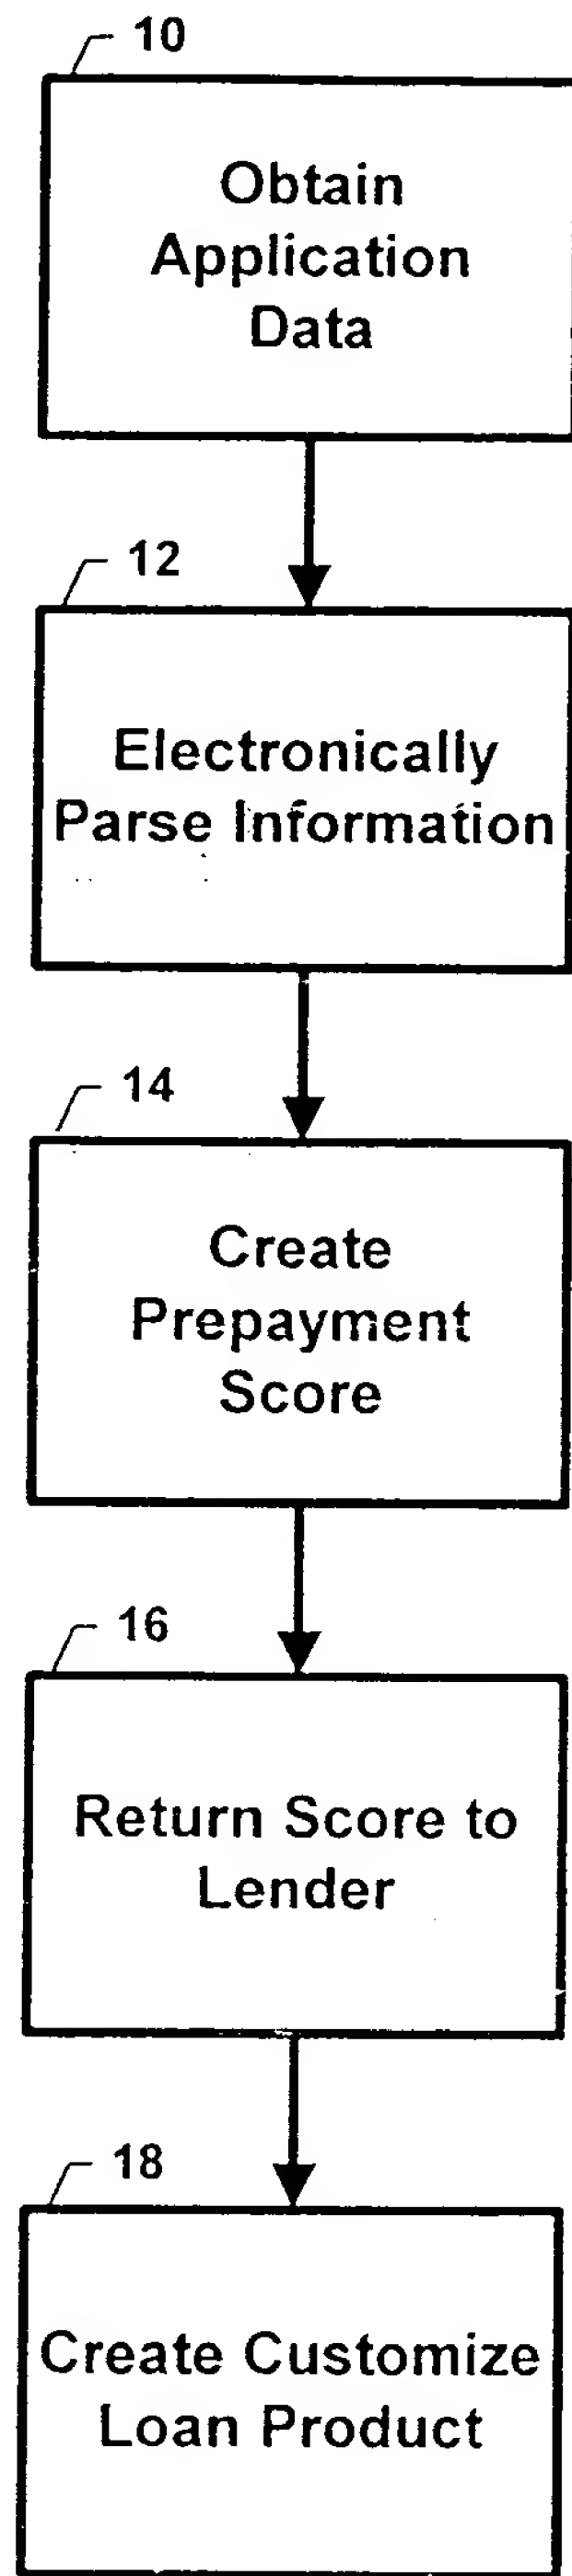 10
Obtain
Application
Data
12
Electronically
Parse Information
14
Create
Prepayment
Score
16
Return Score to
Lender
18
Create Customize
Loan Product